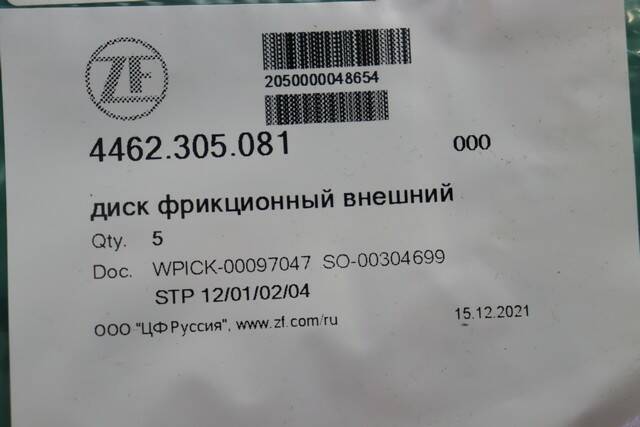 ZF
2050000048654
4462.305.081 000
диск фрикционный внешний
Qty. 5
Doc. WPICK-00097047 SO-00304699
STP 12/01/02/04
ООО "ЦФ Руссия", www.zf.com/ru 15.12.2021